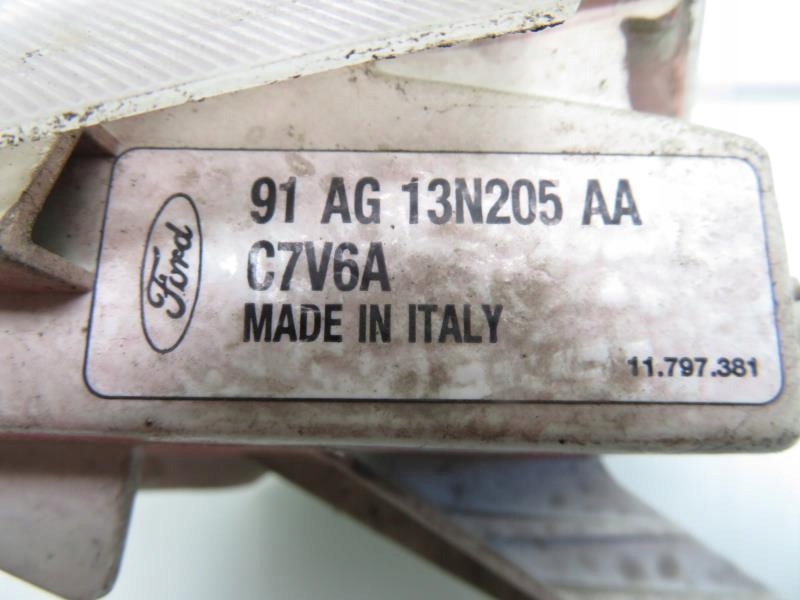 Ford
91 AG 13N205 AA
C7V6A
MADE IN ITALY
11.797.381